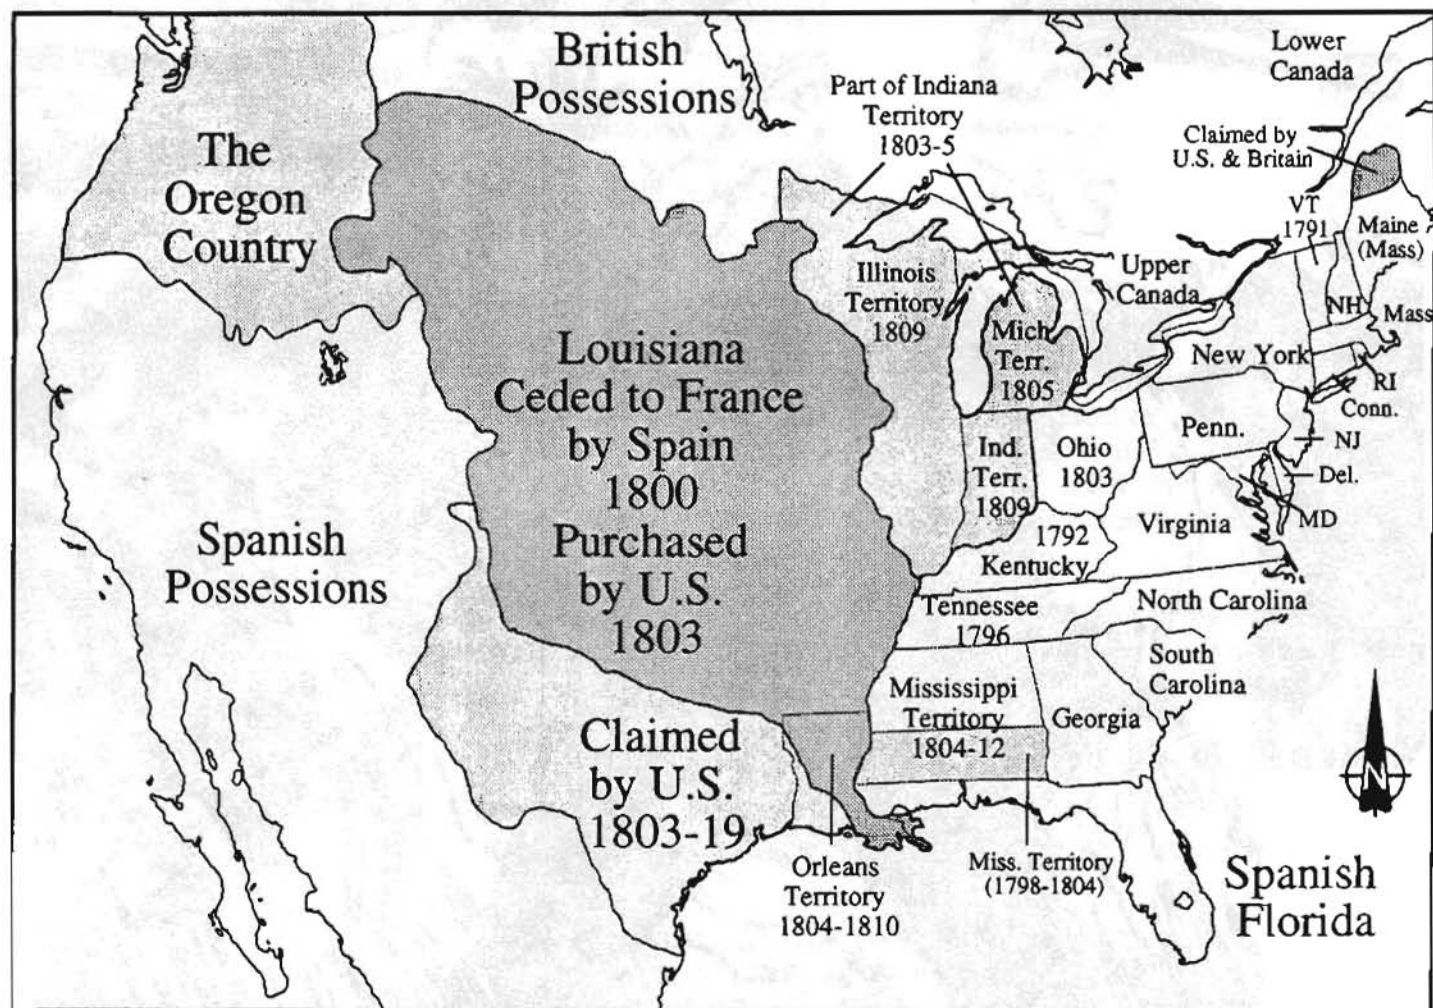 British
Possessions
Lower
Canada
Part of Indiana
Territory
1803-5
Claimed by
U.S. & Britain
The
Oregon
Country
VT
1791
Maine
(Mass)
Illinois
Territory
1809
Upper
Canada
NH
Mass
Mich
Terr.
1805
New York
RI
Conn.
Louisiana
Ceded to France
by Spain
1800
Purchased
by U.S.
1803
Penn.
NJ
Ind.
Terr.
1809
Ohio
1803
Del.
MD
Virginia
Spanish
Possessions
1792
Kentucky
Tennessee
1796
North Carolina
South
Carolina
Mississippi
Territory
1804-12
Georgia
Claimed
by U.S.
1803-19
N
Orleans
Territory
1804-1810
Miss. Territory
(1798-1804)
Spanish
Florida